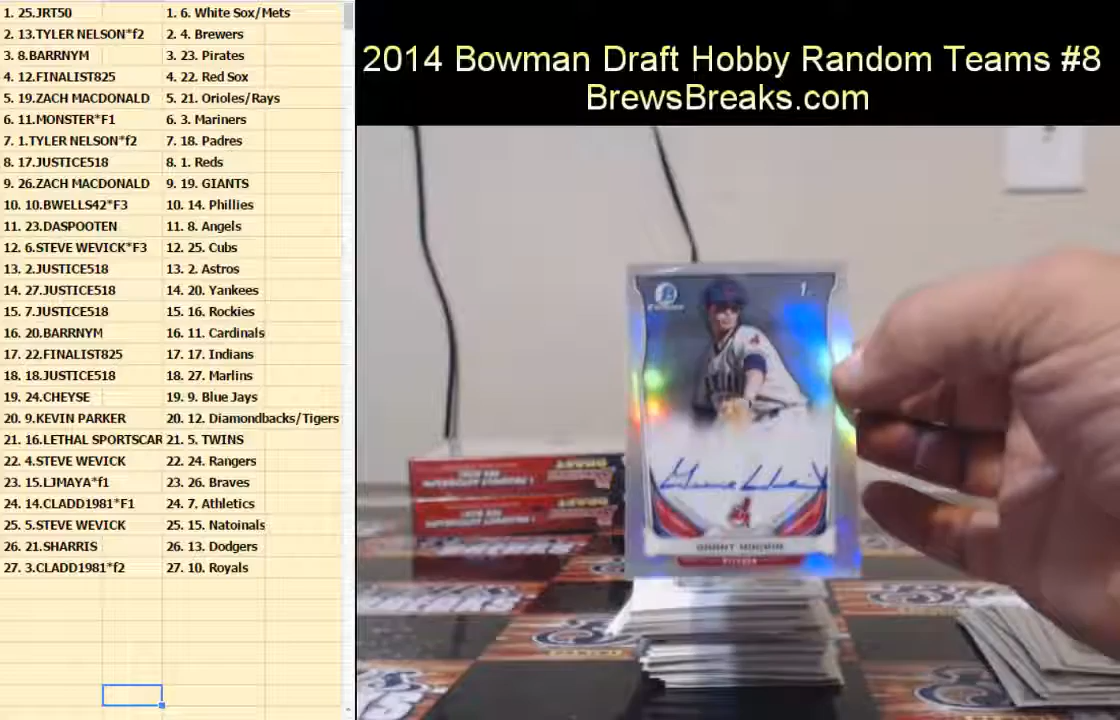 1. 25.JRT50 1. 6. White Sox/Mets
2. 13.TYLER NELSON*f2 2. 4. Brewers
3. 8.BARRNYM 3. 23. Pirates
4. 12.FINALIST825 4. 22. Red Sox
5. 19.ZACH MACDONALD 5. 21. Orioles/Rays
6. 11.MONSTER*F1 6. 3. Mariners
7. 1.TYLER NELSON*f2 7. 18. Padres
8. 17.JUSTICE518 8. 1. Reds
9. 26.ZACH MACDONALD 9. 19. GIANTS
10. 10.BWELLS42*F3 10. 14. Phillies
11. 23.DASPOOTEN 11. 8. Angels
12. 6.STEVE WEVICK*F3 12. 25. Cubs
13. 2.JUSTICE518 13. 2. Astros
14. 27.JUSTICE518 14. 20. Yankees
15. 7.JUSTICE518 15. 16. Rockies
16. 20.BARRNYM 16. 11. Cardinals
17. 22.FINALIST825 17. 17. Indians
18. 18.JUSTICE518 18. 27. Marlins
19. 24.CHEYSE 19. 9. Blue Jays
20. 9.KEVIN PARKER 20. 12. Diamondbacks/Tigers
21. 16.LETHAL SPORTSCAR 21. 5. TWINS
22. 4.STEVE WEVICK 22. 24. Rangers
23. 15.LJMAYA*f1 23. 26. Braves
24. 14.CLADD1981*F1 24. 7. Athletics
25. 5.STEVE WEVICK 25. 15. Natoinals
26. 21.SHARRIS 26. 13. Dodgers
27. 3.CLADD1981*f2 27. 10. Royals
2014 Bowman Draft Hobby Random Teams #8
BrewsBreaks.com